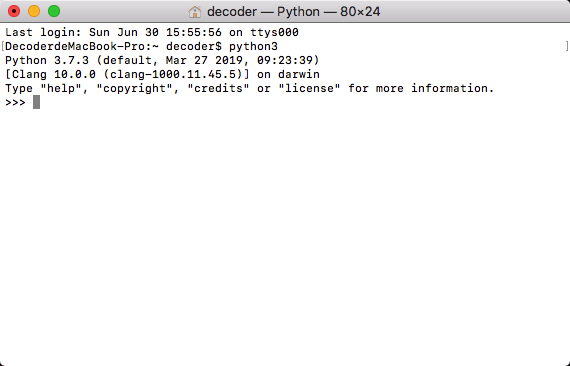 decoder — Python — 80×24
Last login: Sun Jun 30 15:55:56 on ttys000
[DecoderdeMacBook-Pro:~ decoder$ python3 ]
Python 3.7.3 (default, Mar 27 2019, 09:23:39)
[Clang 10.0.0 (clang-1000.11.45.5)] on darwin
Type "help", "copyright", "credits" or "license" for more information.
>>>